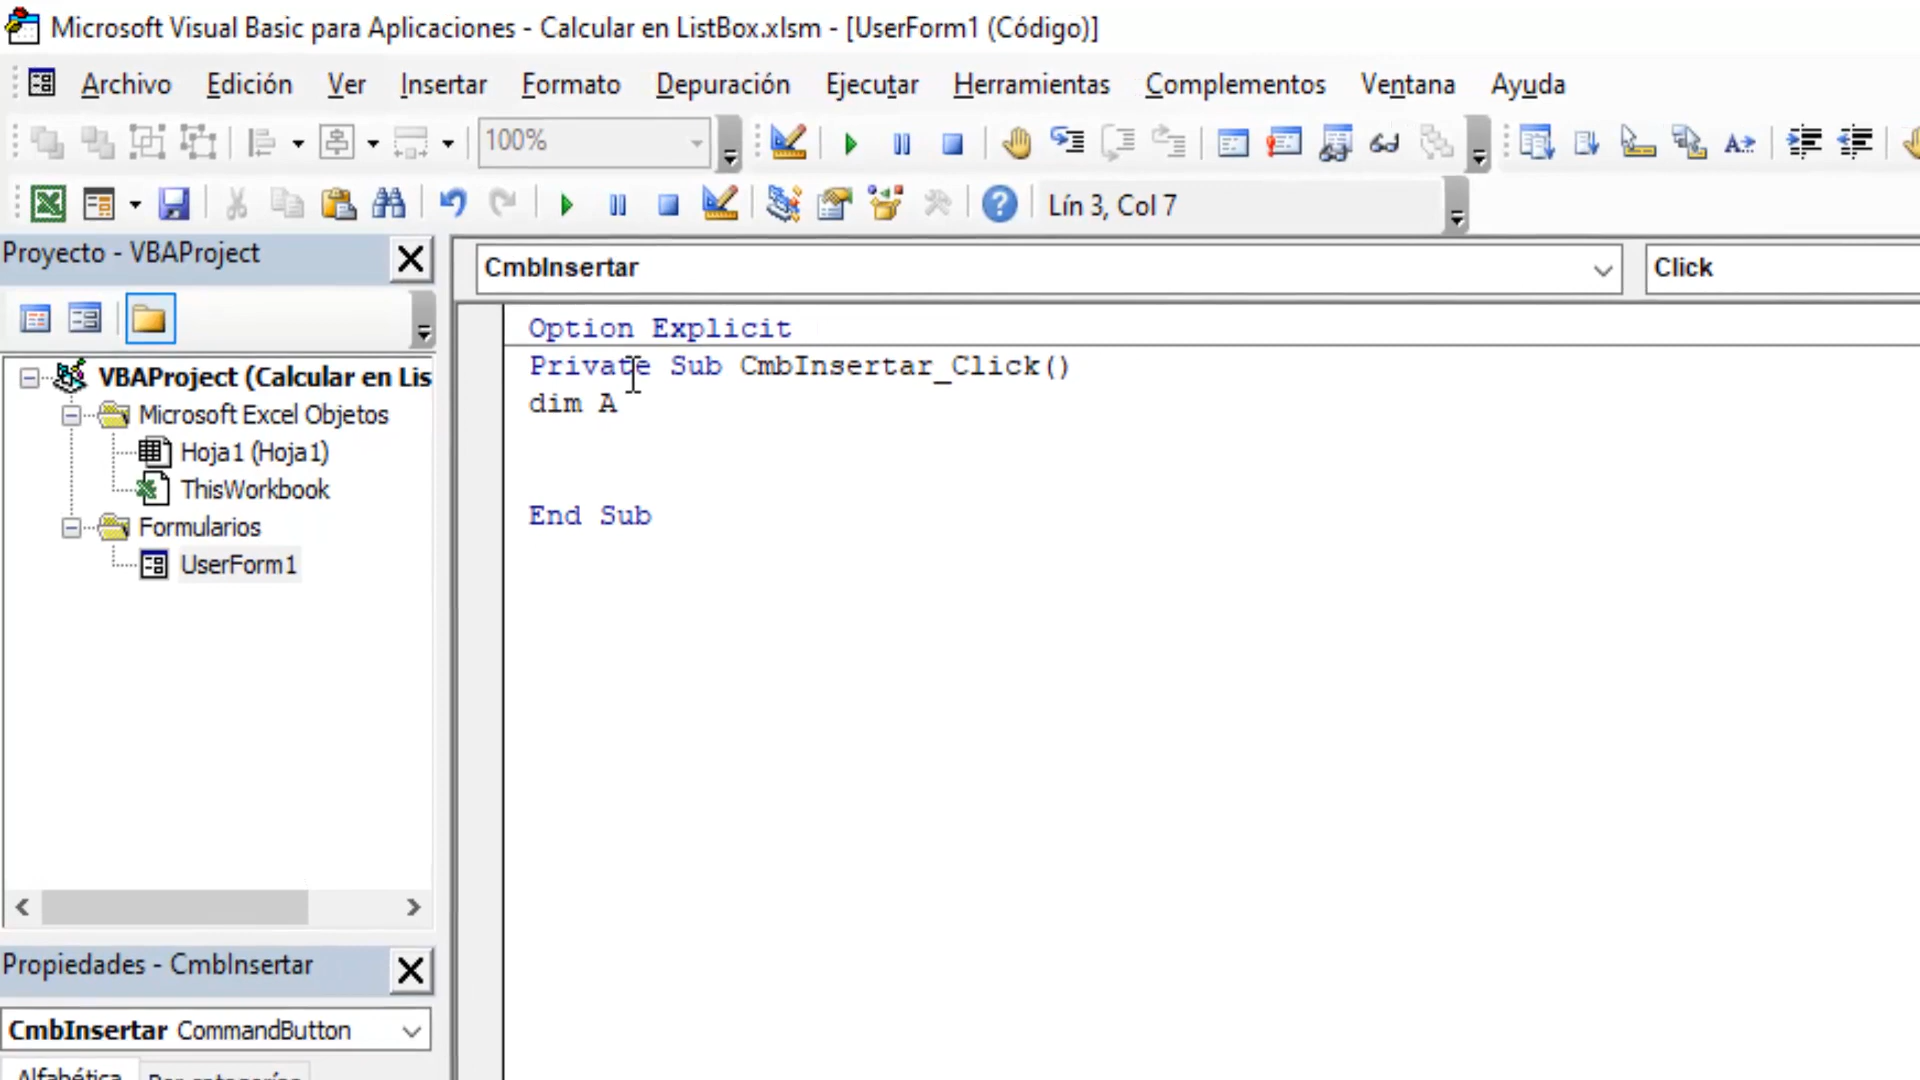 Microsoft Visual Basic para Aplicaciones - Calcular en ListBox.xlsm - [UserForm1 (Código)]
Archivo Edición Ver Insertar Formato Depuración Ejecutar Herramientas Complementos Ventana Ayuda
100%
Lín 3, Col 7
Proyecto - VBAProject
CmbInsertar
Click
VBAProject (Calcular en Lis
Microsoft Excel Objetos
Hoja1 (Hoja1)
ThisWorkbook
Formularios
UserForm1
Option Explicit
Private Sub CmbInsertar_Click()
dim A
End Sub
Propiedades - CmbInsertar
CmbInsertar CommandButton
Alfabética Por categorías